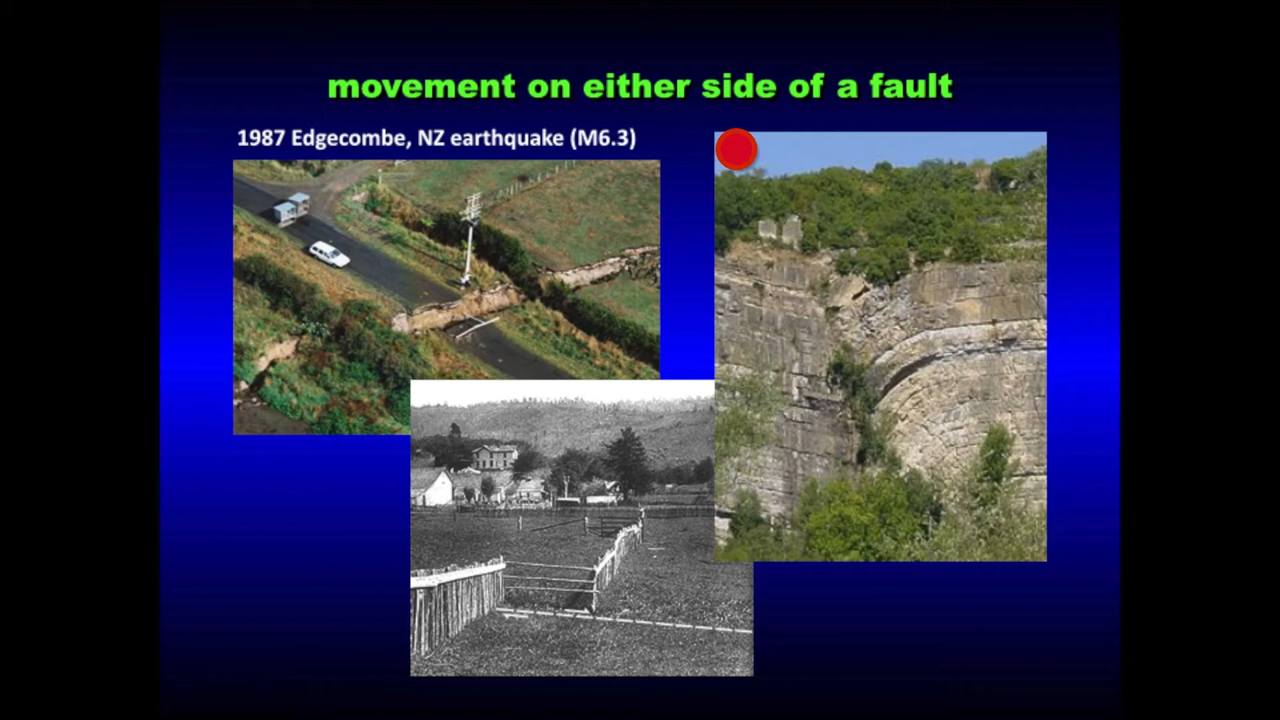 movement on either side of a fault
1987 Edgecombe, NZ earthquake (M6.3)